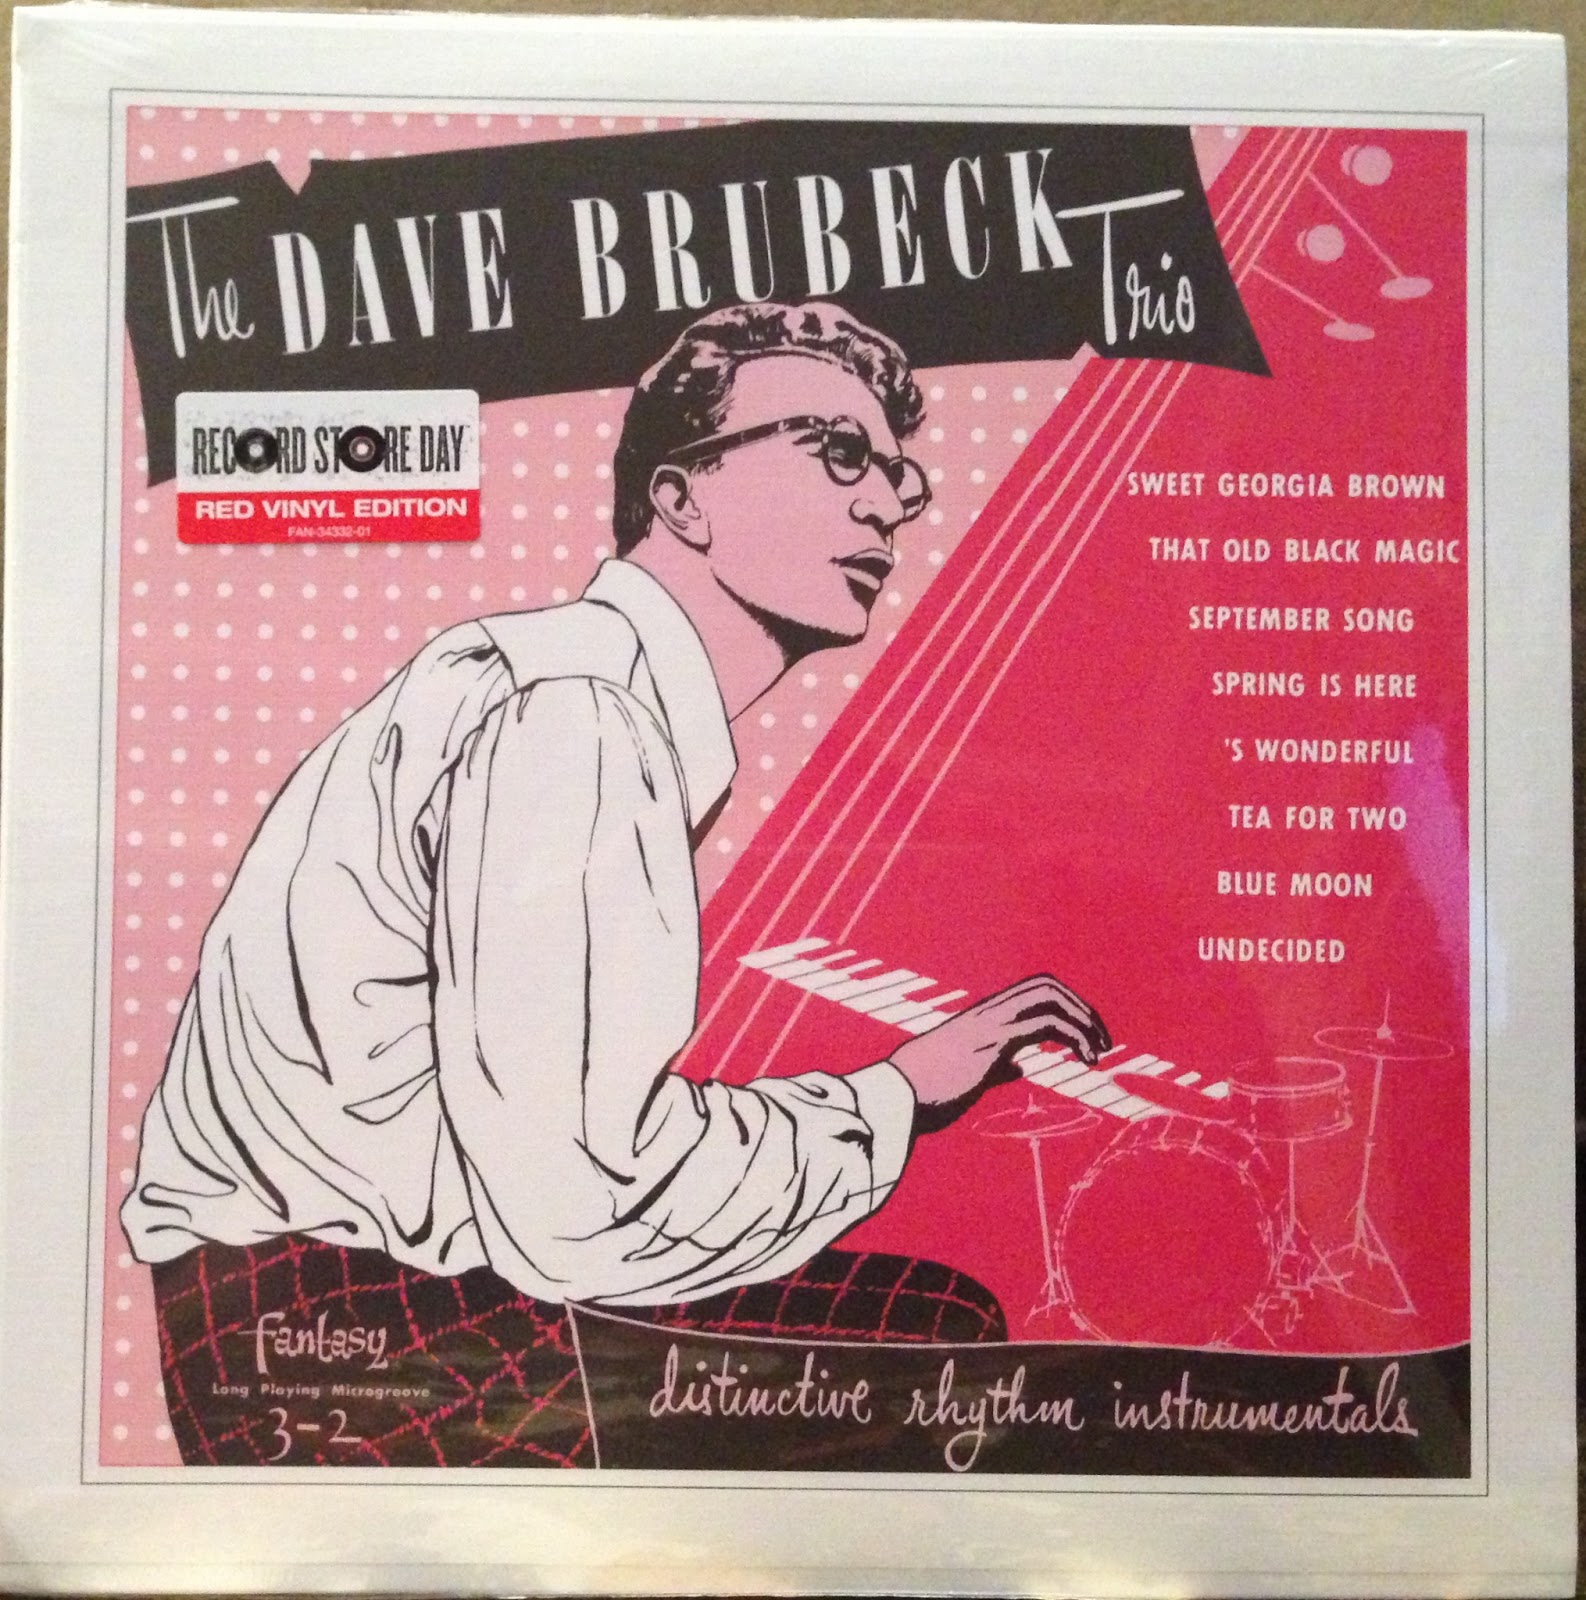 The DAVE BRUBECK Trio
RECORD STORE DAY
RED VINYL EDITION
FAN-34332-01
SWEET GEORGIA BROWN
THAT OLD BLACK MAGIC
SEPTEMBER SONG
SPRING IS HERE
'S WONDERFUL
TEA FOR TWO
BLUE MOON
UNDECIDED
fantasy
Long Playing Microgroove
3-2
distinctive rhythm instrumentals